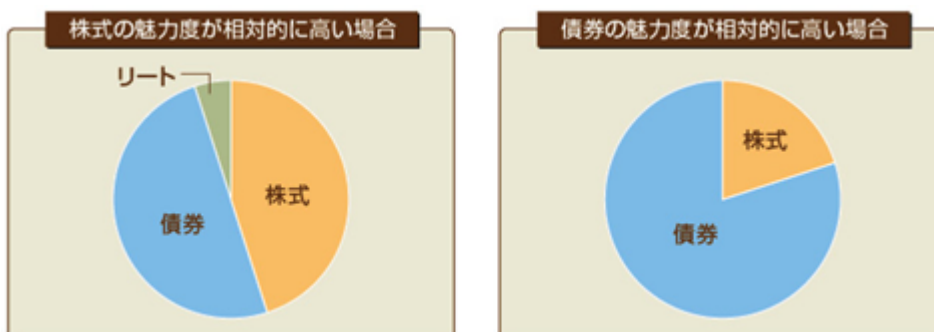 株式の魅力度が相対的に高い場合
リート
株式
債券
債券の魅力度が相対的に高い場合
株式
債券